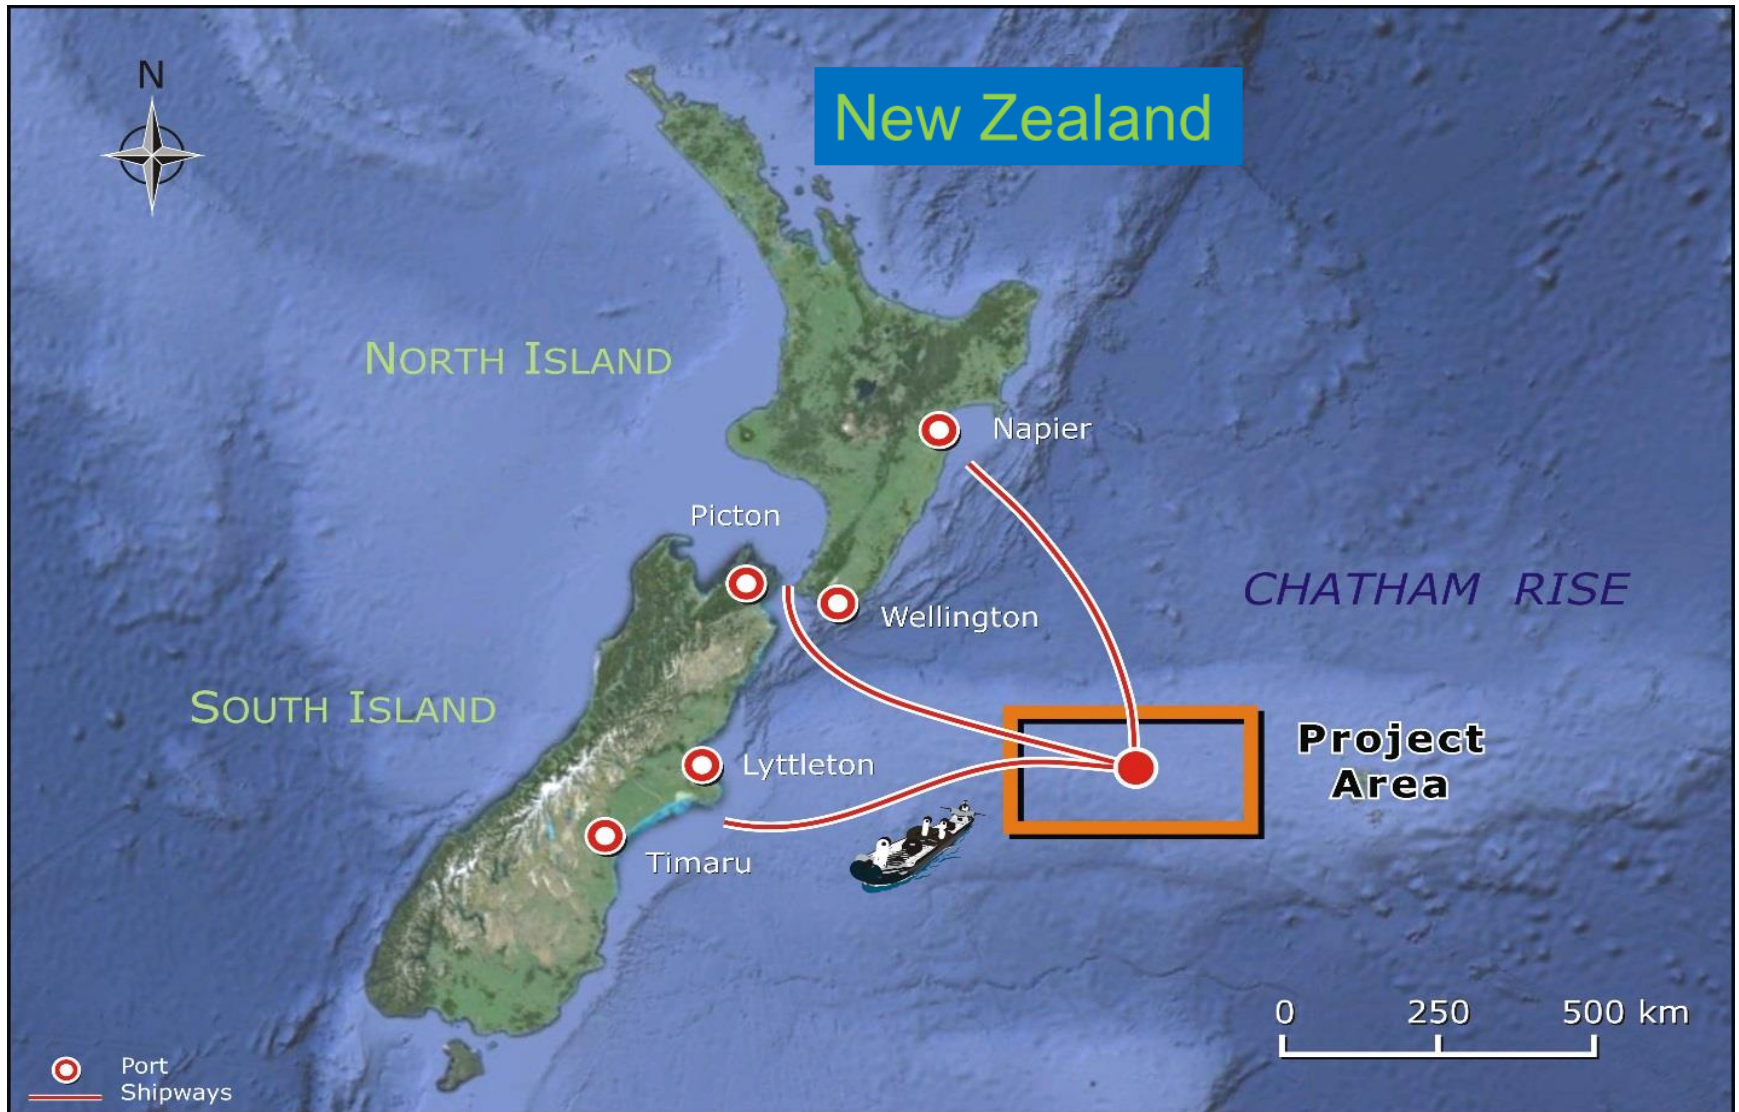 N
New Zealand
NORTH ISLAND
Napier
Picton
CHATHAM RISE
Wellington
SOUTH ISLAND
Project
Area
Lyttleton
Timaru
0 250 500 km
Port
Shipways